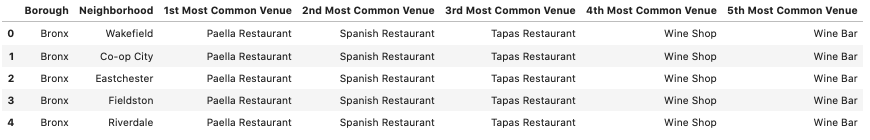 Borough Neighborhood 1st Most Common Venue 2nd Most Common Venue 3rd Most Common Venue 4th Most Common Venue 5th Most Common Venue
0 Bronx Wakefield Paella Restaurant Spanish Restaurant Tapas Restaurant Wine Shop Wine Bar
1 Bronx Co-op City Paella Restaurant Spanish Restaurant Tapas Restaurant Wine Shop Wine Bar
2 Bronx Eastchester Paella Restaurant Spanish Restaurant Tapas Restaurant Wine Shop Wine Bar
3 Bronx Fieldston Paella Restaurant Spanish Restaurant Tapas Restaurant Wine Shop Wine Bar
4 Bronx Riverdale Paella Restaurant Spanish Restaurant Tapas Restaurant Wine Shop Wine Bar